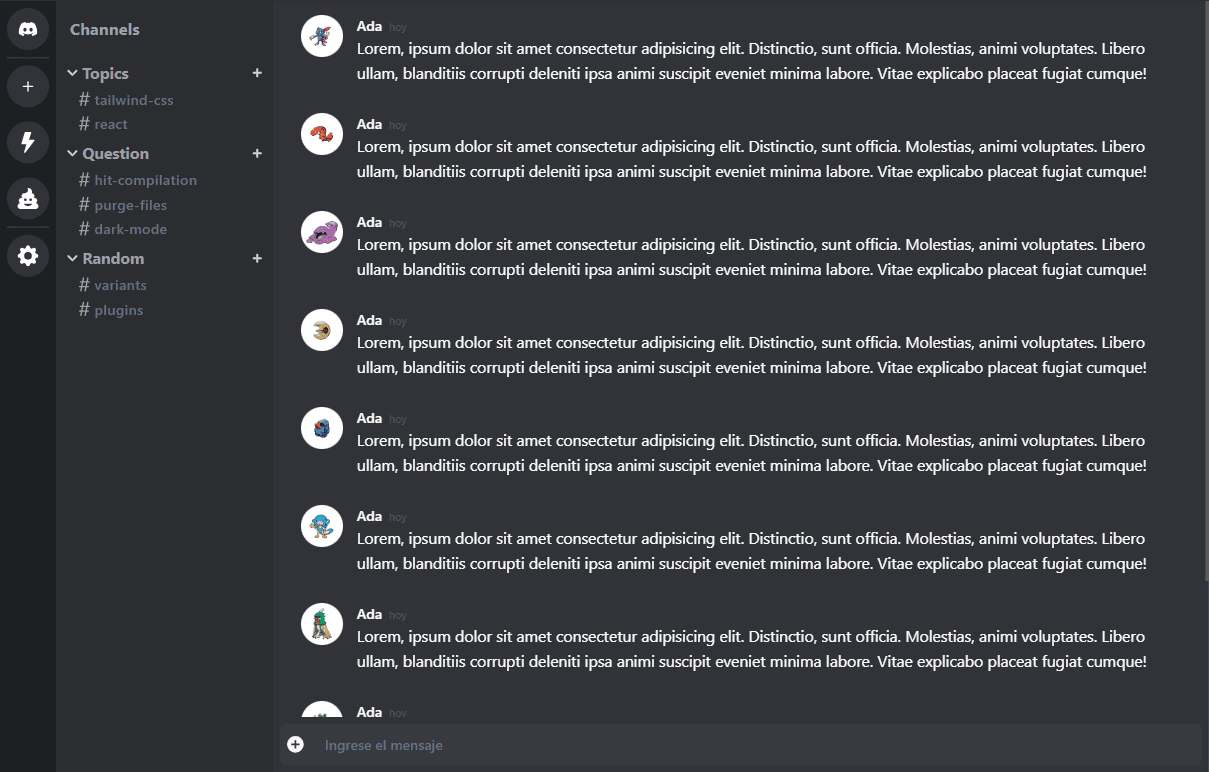 Channels
Topics +
# tailwind-css
# react
Question +
# hit-compilation
# purge-files
# dark-mode
Random +
# variants
# plugins
Ada hoy
Lorem, ipsum dolor sit amet consectetur adipisicing elit. Distinctio, sunt officia. Molestias, animi voluptates. Libero
ullam, blanditiis corrupti deleniti ipsa animi suscipit eveniet minima labore. Vitae explicabo placeat fugiat cumque!
Ada hoy
Lorem, ipsum dolor sit amet consectetur adipisicing elit. Distinctio, sunt officia. Molestias, animi voluptates. Libero
ullam, blanditiis corrupti deleniti ipsa animi suscipit eveniet minima labore. Vitae explicabo placeat fugiat cumque!
Ada hoy
Lorem, ipsum dolor sit amet consectetur adipisicing elit. Distinctio, sunt officia. Molestias, animi voluptates. Libero
ullam, blanditiis corrupti deleniti ipsa animi suscipit eveniet minima labore. Vitae explicabo placeat fugiat cumque!
Ada hoy
Lorem, ipsum dolor sit amet consectetur adipisicing elit. Distinctio, sunt officia. Molestias, animi voluptates. Libero
ullam, blanditiis corrupti deleniti ipsa animi suscipit eveniet minima labore. Vitae explicabo placeat fugiat cumque!
Ada hoy
Lorem, ipsum dolor sit amet consectetur adipisicing elit. Distinctio, sunt officia. Molestias, animi voluptates. Libero
ullam, blanditiis corrupti deleniti ipsa animi suscipit eveniet minima labore. Vitae explicabo placeat fugiat cumque!
Ada hoy
Lorem, ipsum dolor sit amet consectetur adipisicing elit. Distinctio, sunt officia. Molestias, animi voluptates. Libero
ullam, blanditiis corrupti deleniti ipsa animi suscipit eveniet minima labore. Vitae explicabo placeat fugiat cumque!
Ada hoy
Lorem, ipsum dolor sit amet consectetur adipisicing elit. Distinctio, sunt officia. Molestias, animi voluptates. Libero
ullam, blanditiis corrupti deleniti ipsa animi suscipit eveniet minima labore. Vitae explicabo placeat fugiat cumque!
Ada hoy
Ingrese el mensaje